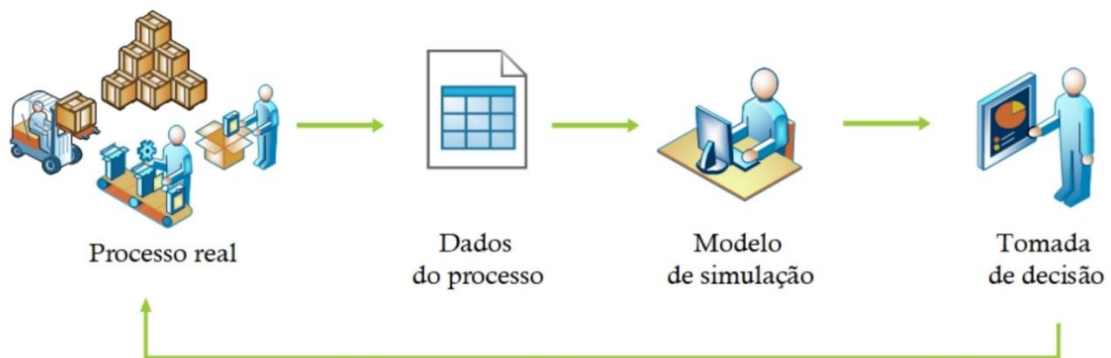 Processo real
Dados
do processo
Modelo
de simulação
Tomada
de decisão